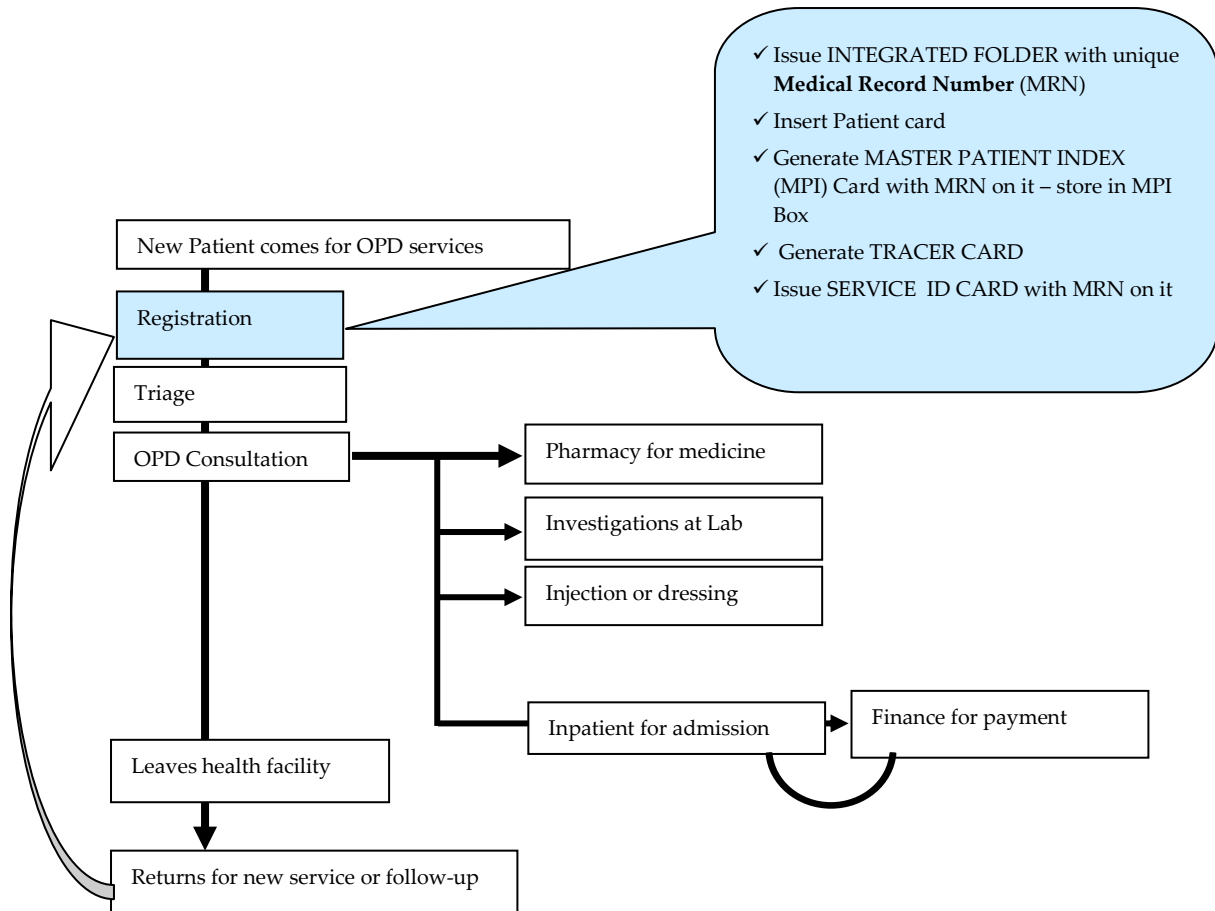 ✓ Issue INTEGRATED FOLDER with unique
Medical Record Number (MRN)
✓ Insert Patient card
✓ Generate MASTER PATIENT INDEX
(MPI) Card with MRN on it – store in MPI
Box
✓ Generate TRACER CARD
✓ Issue SERVICE ID CARD with MRN on it
New Patient comes for OPD services
Registration
Triage
OPD Consultation
Pharmacy for medicine
Investigations at Lab
Injection or dressing
Inpatient for admission
Finance for payment
Leaves health facility
Returns for new service or follow-up